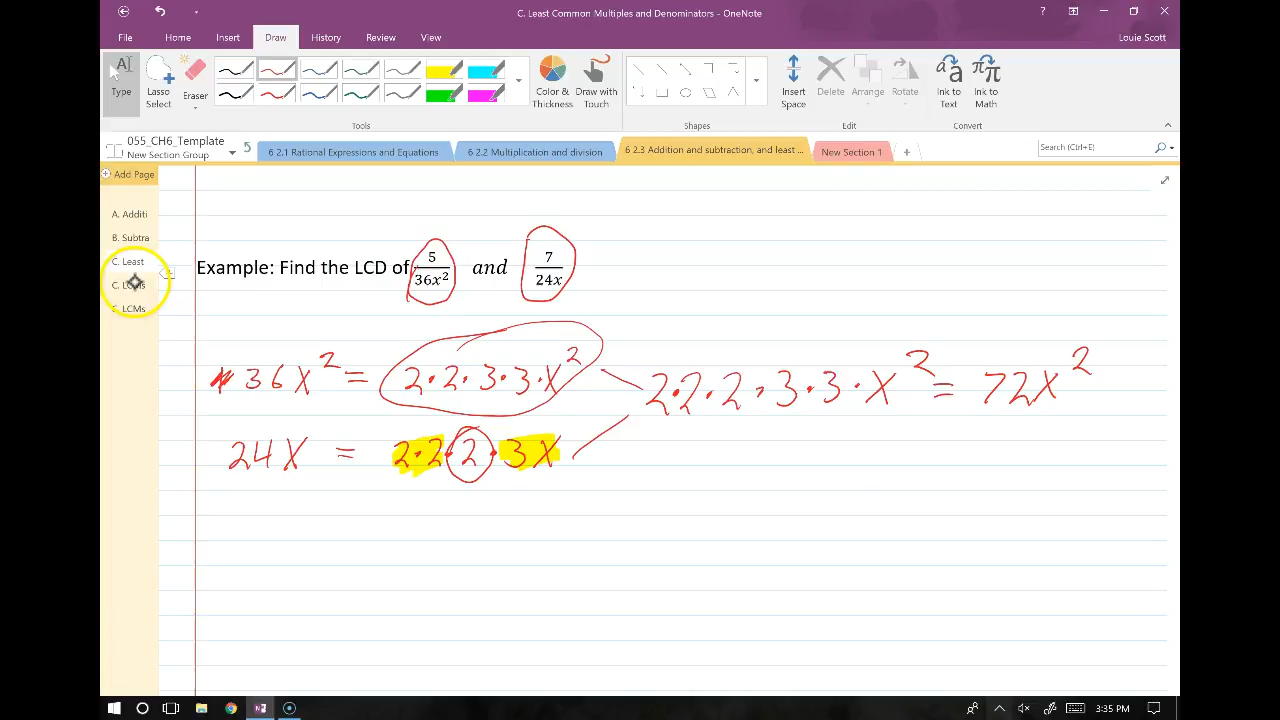 C. Least Common Multiples and Denominators - OneNote
?
File Home Insert Draw History Review View
Louie Scott
Type
Lasso Select
Eraser
Color & Thickness
Draw with Touch
Insert Space
Delete
Arrange
Rotate
Ink to Text
Ink to Math
Tools
Shapes
Edit
Convert
055_CH6_Template
New Section Group
6 2.1 Rational Expressions and Equations
6 2.2 Multiplication and division
6 2.3 Addition and subtraction, and least ...
New Section 1
+
Search (Ctrl+E)
Add Page
A. Additi
B. Subtra
C. Least
C. LCMs
LCMs
Example: Find the LCD of 5/36x² and 7/24x
36x² = 2·2·3·3·x²
2·2·2·3·3·x² = 72x²
24x = 2·2·2·3x
3:35 PM